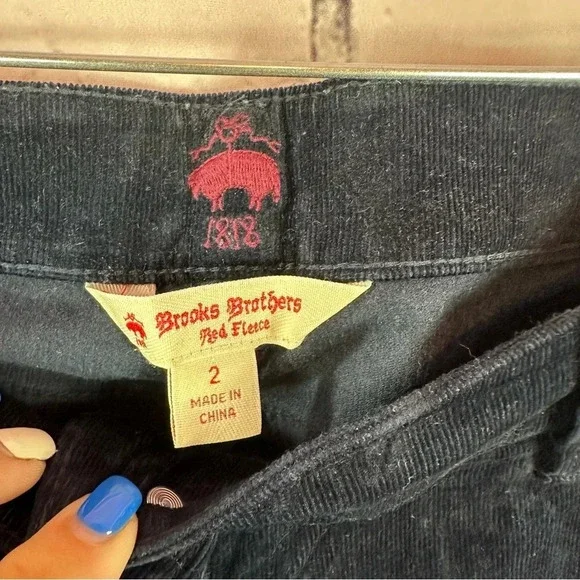 1818
Brooks Brothers
Red Fleece
2
MADE IN
CHINA